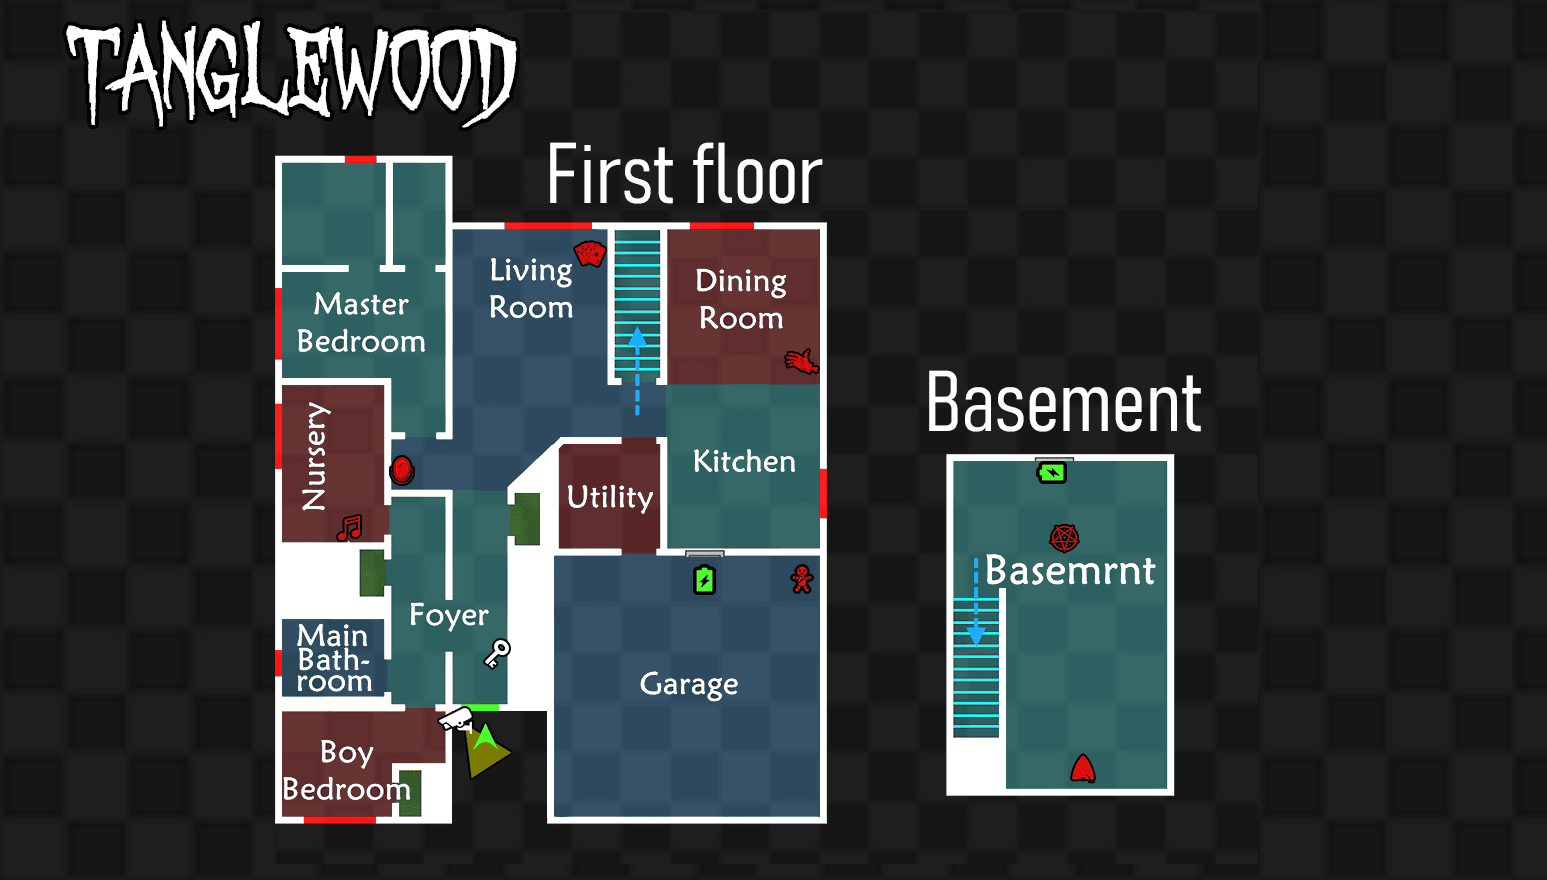 TANGLEWOOD
First floor
Living
Room
Dining
Room
Master
Bedroom
Nursery
Kitchen
Utility
Foyer
Main
Bath-
room
Garage
Boy
Bedroom
Basement
Basemrnt